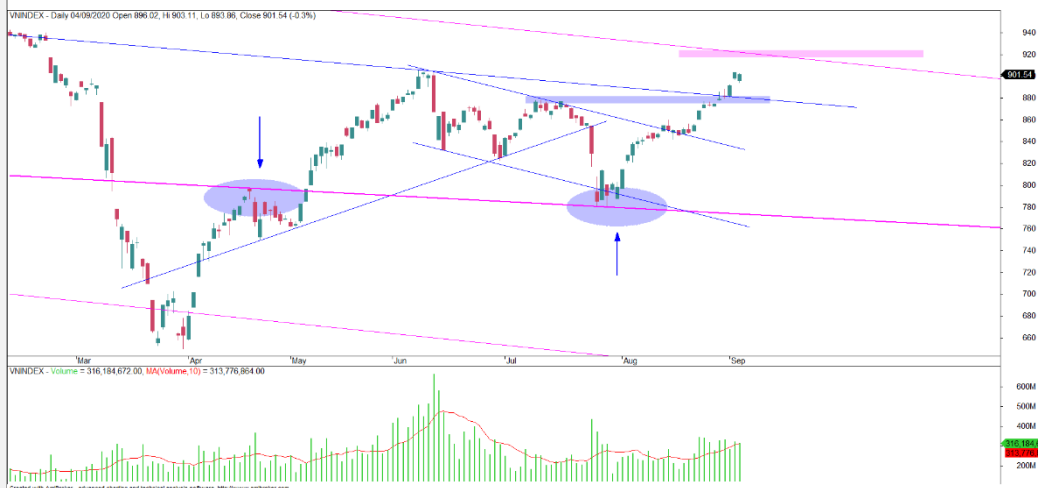 VNINDEX - Daily 04/09/2020 Open 896.02, Hi 903.11, Lo 893.86, Close 901.54 (-0.3%)
940
920
901.54
880
860
840
820
800
780
760
740
720
700
680
660
Mar Apr May Jun Jul Aug Sep
VNINDEX - Volume = 316,184,672.00, MA(Volume,10) = 313,776,864.00
600M
500M
400M
316,184,6
313,776,
200M